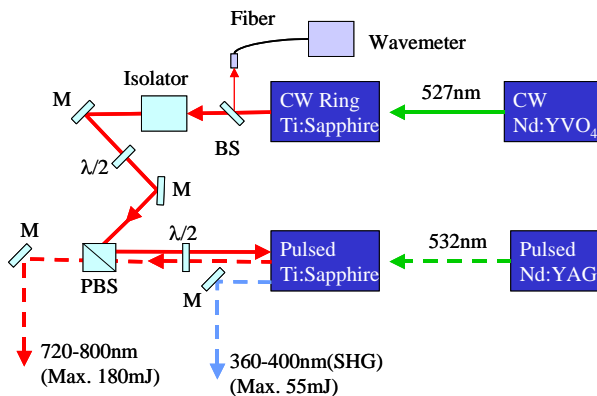 Fiber
Wavemeter
Isolator
M
CW Ring
Ti:Sapphire
527nm
CW
Nd:YVO₄
BS
λ/2
M
M
λ/2
Pulsed
Ti:Sapphire
532nm
Pulsed
Nd:YAG
PBS
M
720-800nm
(Max. 180mJ)
360-400nm(SHG)
(Max. 55mJ)